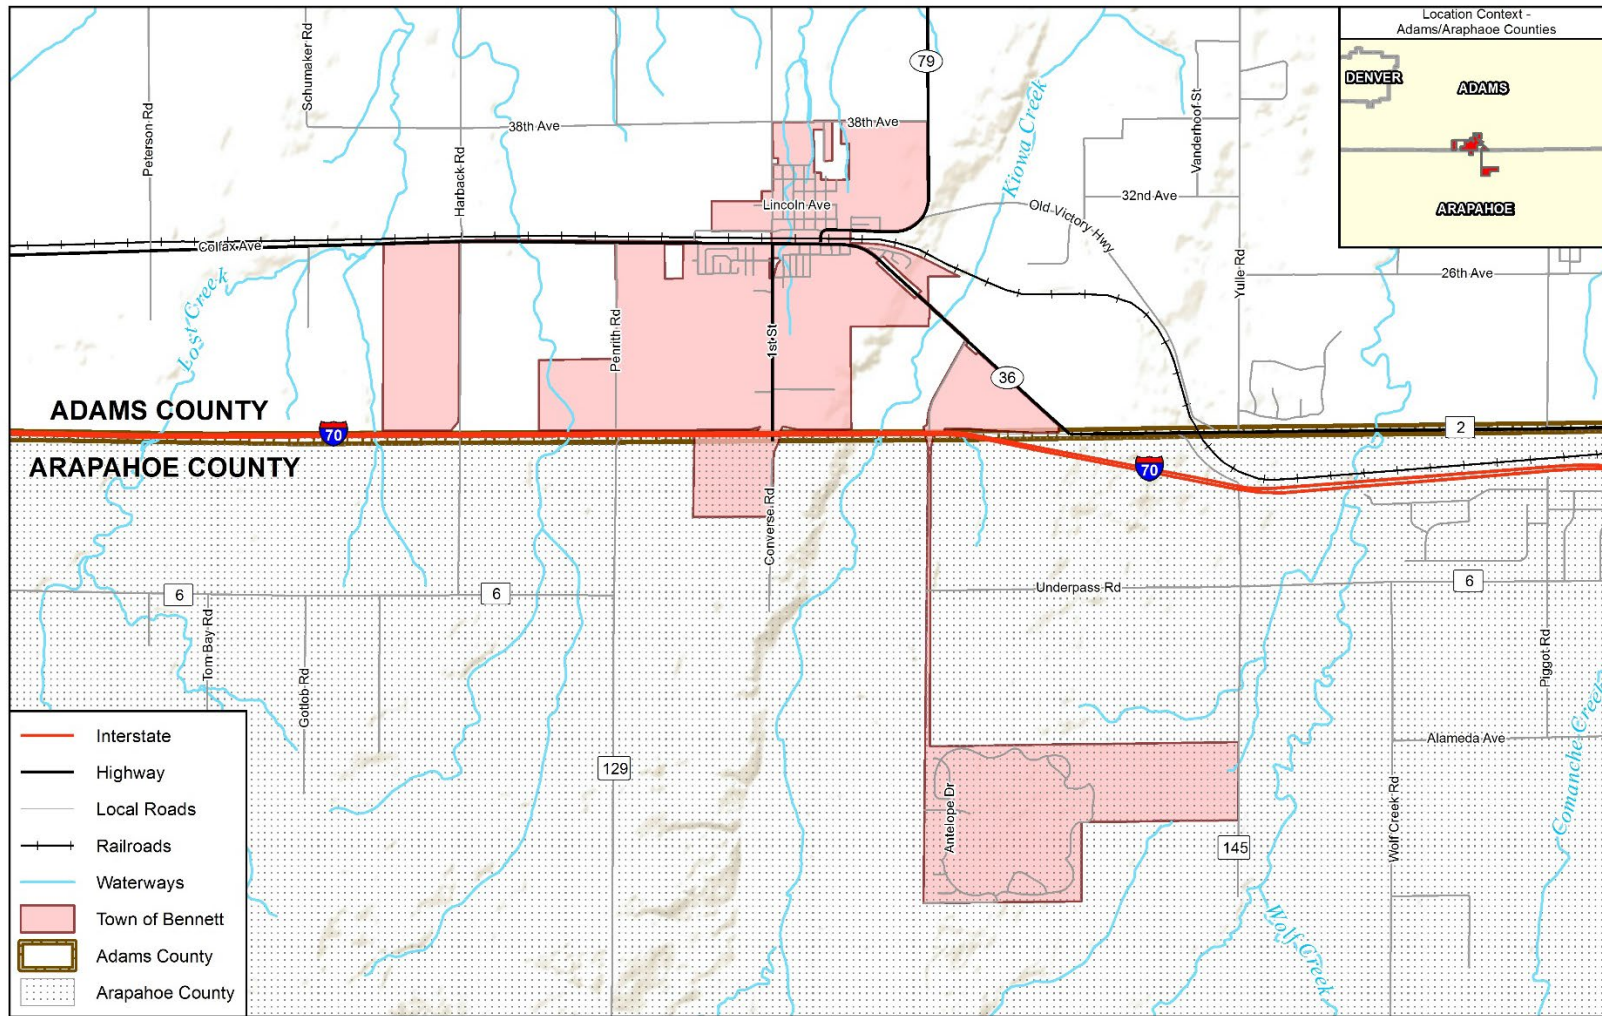 Location Context -
Adams/Araphaoe Counties
DENVER
ADAMS
ARAPAHOE
79
Schumaker Rd
Peterson Rd
38th Ave
38th Ave
Harback Rd
Kiowa Creek
Vanderhoof St
32nd Ave
Lincoln Ave
Old Victory Hwy
Colfax Ave
Yulle Rd
26th Ave
Lost Creek
Penrith Rd
1st St
36
ADAMS COUNTY
70
2
ARAPAHOE COUNTY
70
Converse Rd
6
6
Underpass Rd
6
Tom Bay Rd
Gotlob Rd
Piggot Rd
Alameda Ave
129
Antelope Dr
Wolf Creek Rd
Comanche Creek
145
Wolf Creek
Interstate
Highway
Local Roads
Railroads
Waterways
Town of Bennett
Adams County
Arapahoe County